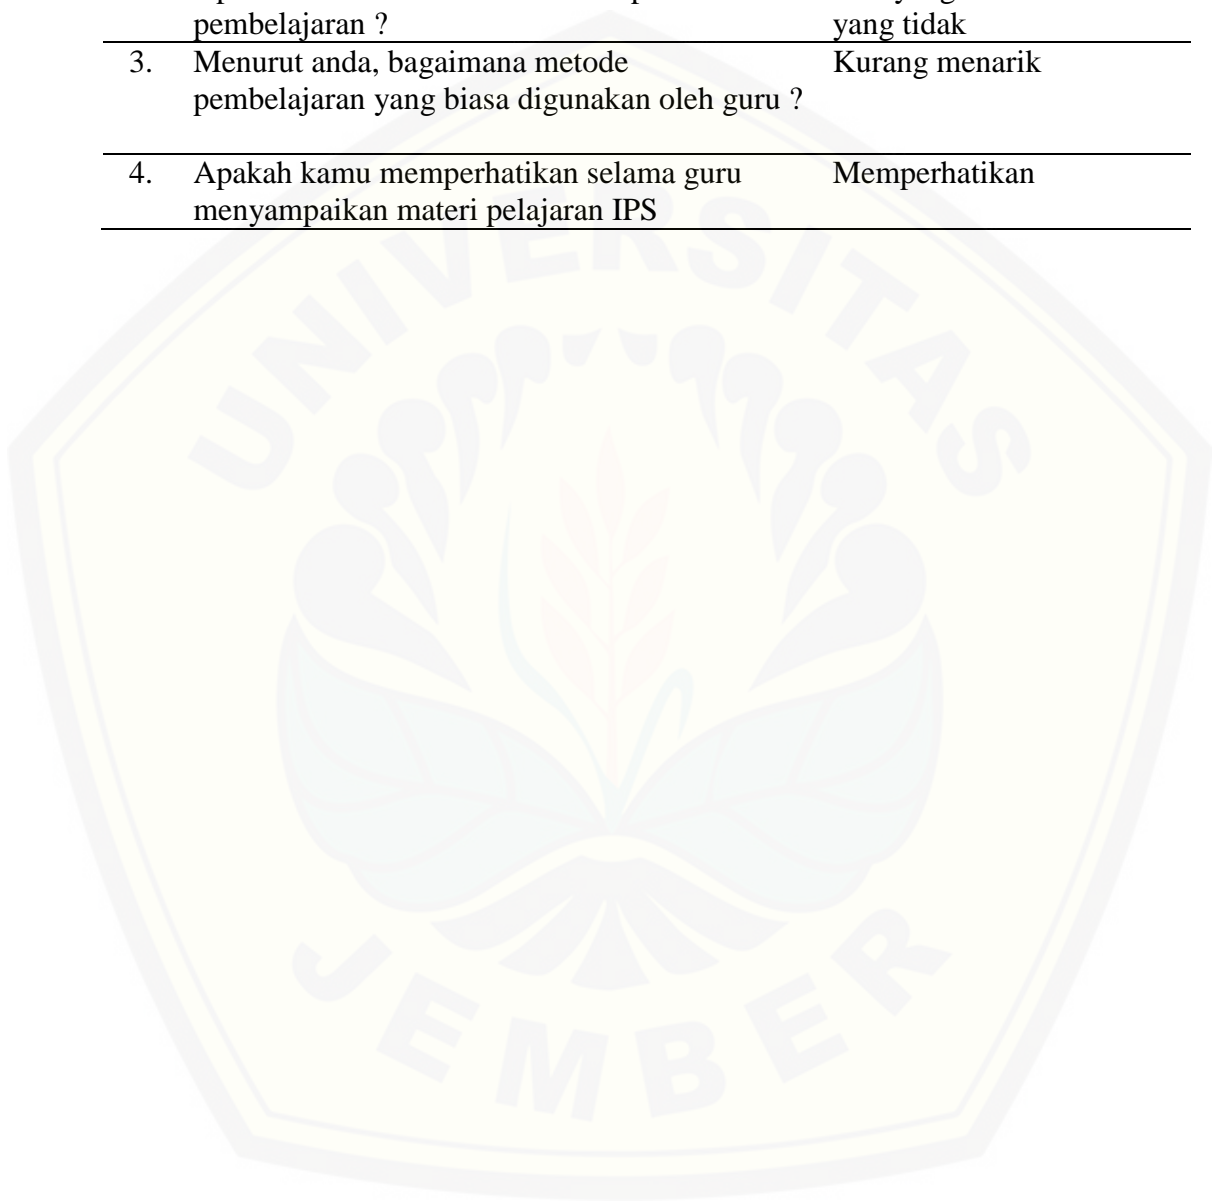 pembelajaran ? yang tidak
3. Menurut anda, bagaimana metode Kurang menarik
pembelajaran yang biasa digunakan oleh guru ?
4. Apakah kamu memperhatikan selama guru Memperhatikan
menyampaikan materi pelajaran IPS
UNIVERSITAS
JEMBER